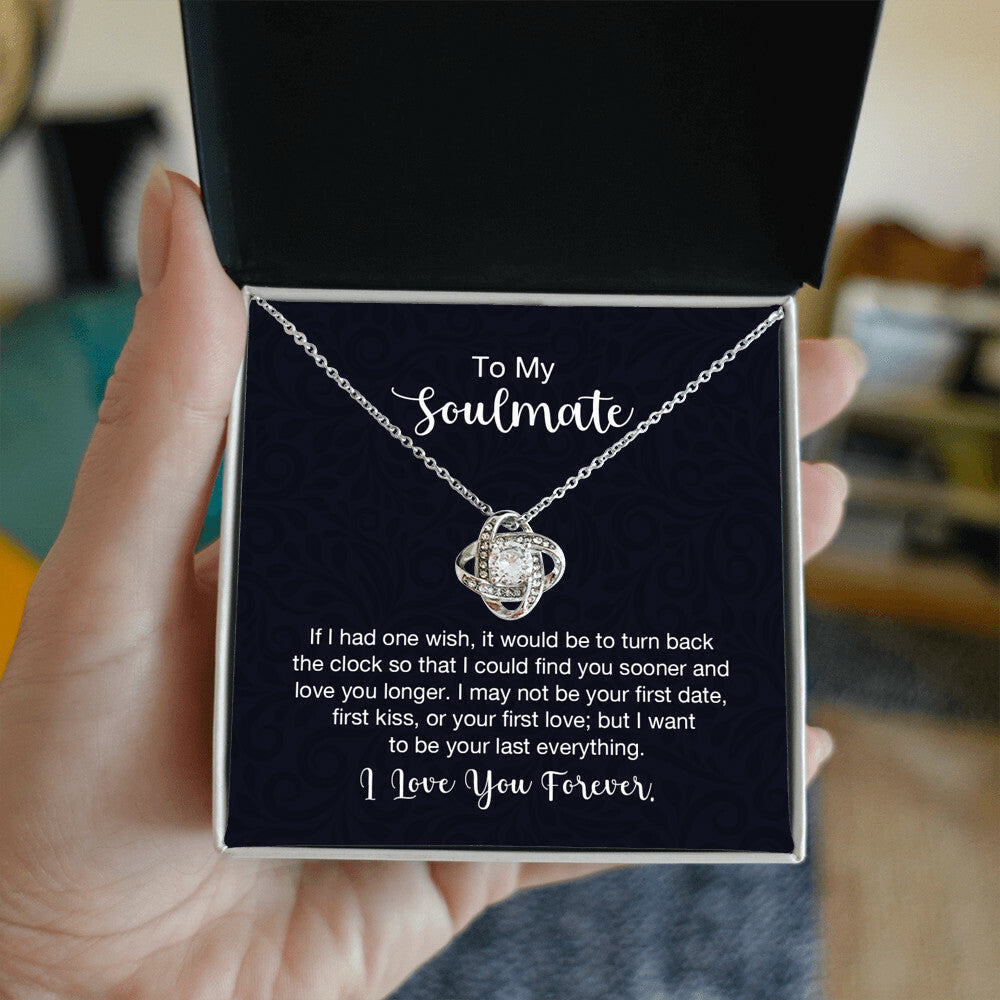 To My
Soulmate
If I had one wish, it would be to turn back
the clock so that I could find you sooner and
love you longer. I may not be your first date,
first kiss, or your first love; but I want
to be your last everything.
I Love You Forever.